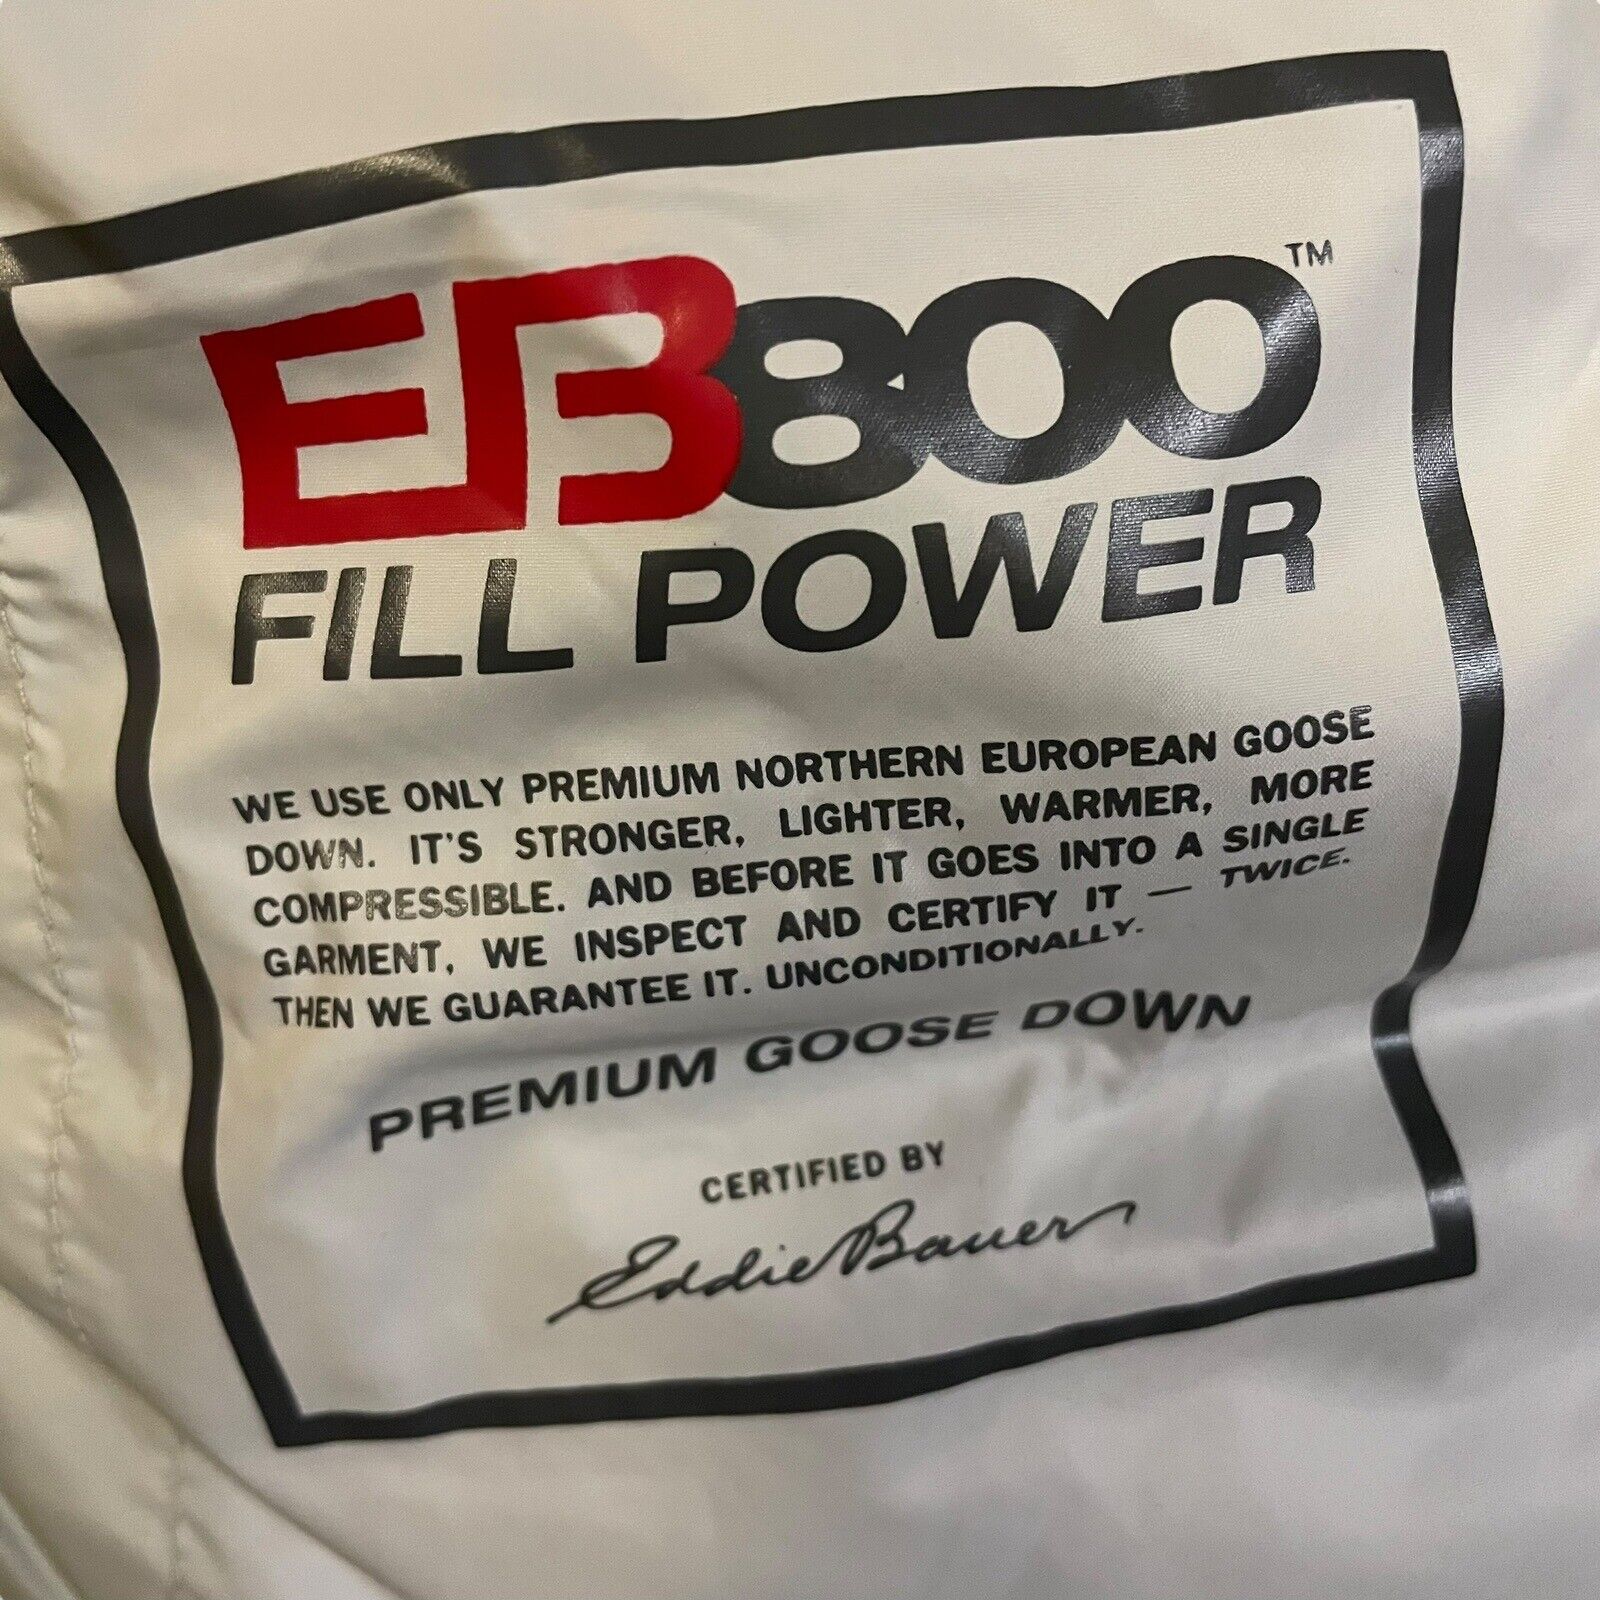 EB800™
FILL POWER
WE USE ONLY PREMIUM NORTHERN EUROPEAN GOOSE
DOWN. IT'S STRONGER, LIGHTER, WARMER, MORE
COMPRESSIBLE. AND BEFORE IT GOES INTO A SINGLE
GARMENT, WE INSPECT AND CERTIFY IT — TWICE.
THEN WE GUARANTEE IT. UNCONDITIONALLY.
PREMIUM GOOSE DOWN
CERTIFIED BY
Eddie Bauer